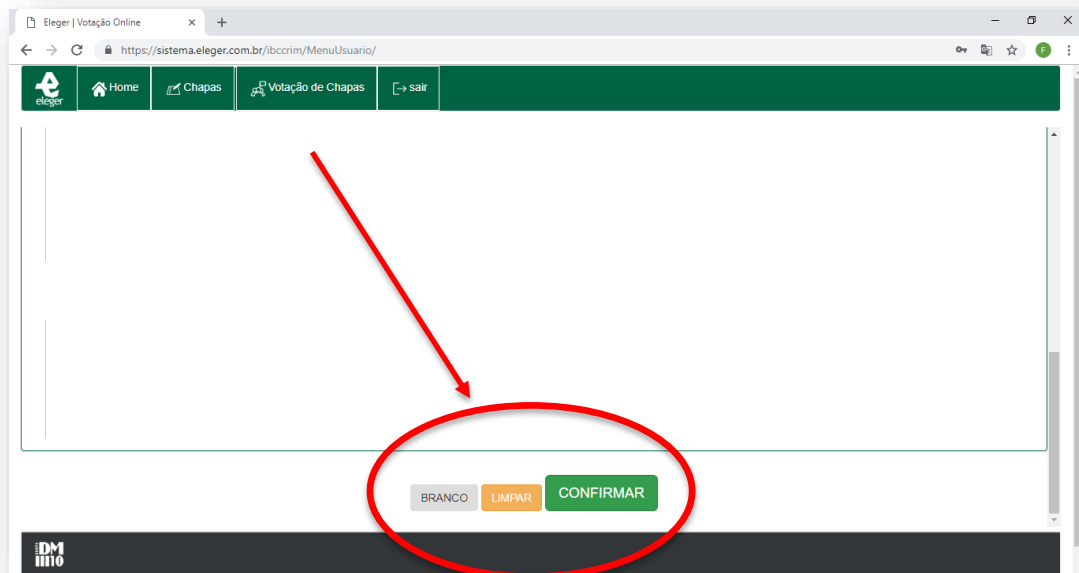 Eleger | Votação Online
https://sistema.eleger.com.br/ibccrim/MenuUsuario/
F
eleger
Home
Chapas
Votação de Chapas
sair
BRANCO
LIMPAR
CONFIRMAR
DM